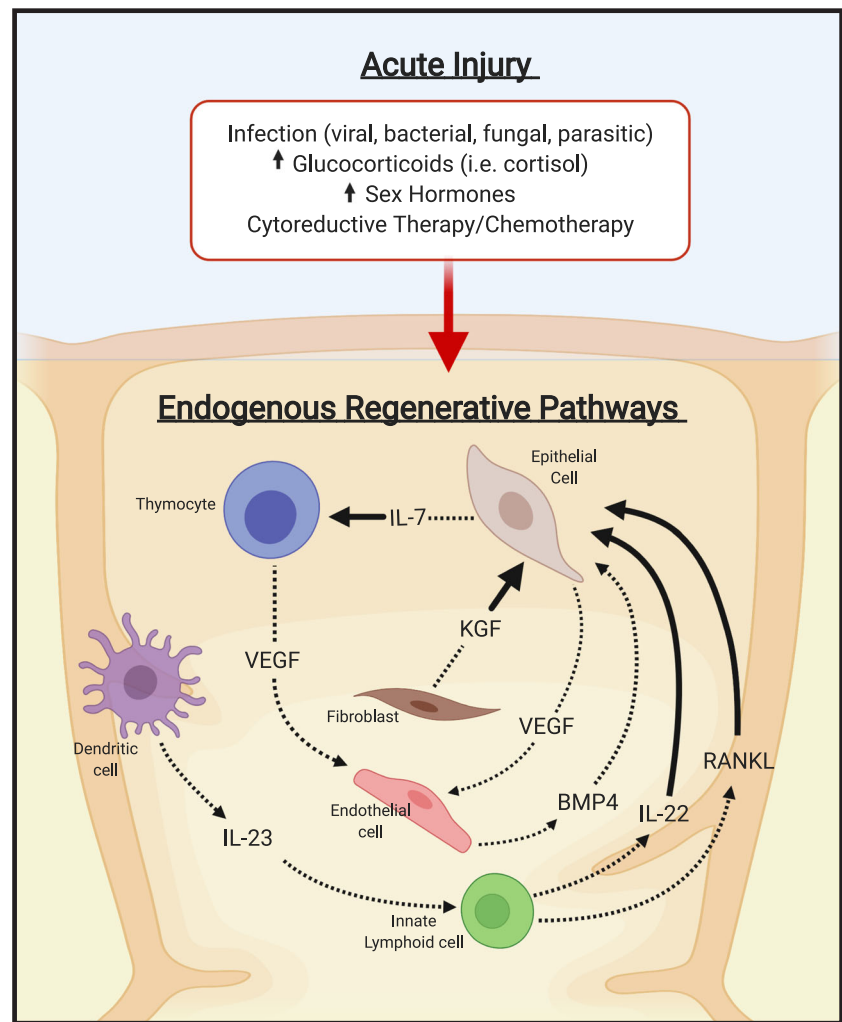 Acute Injury
Infection (viral, bacterial, fungal, parasitic)
⬆ Glucocorticoids (i.e. cortisol)
⬆ Sex Hormones
Cytoreductive Therapy/Chemotherapy
Endogenous Regenerative Pathways
Epithelial
Cell
Thymocyte
IL-7
KGF
VEGF
Fibroblast
VEGF
Dendritic
cell
RANKL
Endothelial
cell
BMP4
IL-22
IL-23
Innate
Lymphoid cell